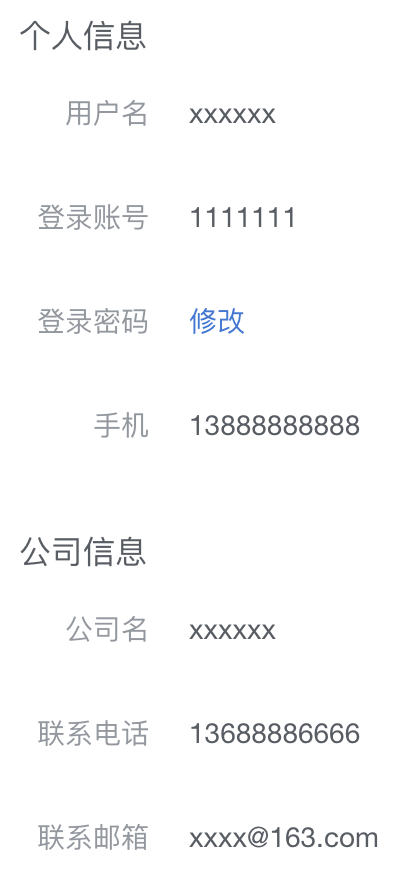 个人信息
用户名 xxxxxx
登录账号 1111111
登录密码 修改
手机 13888888888
公司信息
公司名 xxxxxx
联系电话 13688886666
联系邮箱 xxxx@163.com